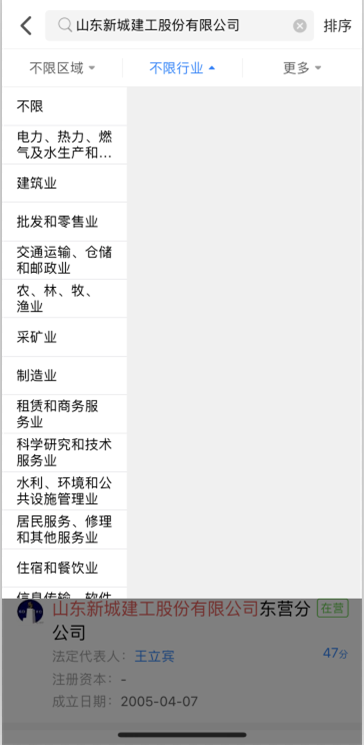 山东新城建工股份有限公司 排序
不限区域 不限行业 更多
不限
电力、热力、燃
气及水生产和...
建筑业
批发和零售业
交通运输、仓储
和邮政业
农、林、牧、
渔业
采矿业
制造业
租赁和商务服
务业
科学研究和技术
服务业
水利、环境和公
共设施管理业
居民服务、修理
和其他服务业
住宿和餐饮业
信息传输、软件
山东新城建工股份有限公司东营分 在营
公司
法定代表人：王立宾 47分
注册资本：-
成立日期：2005-04-07